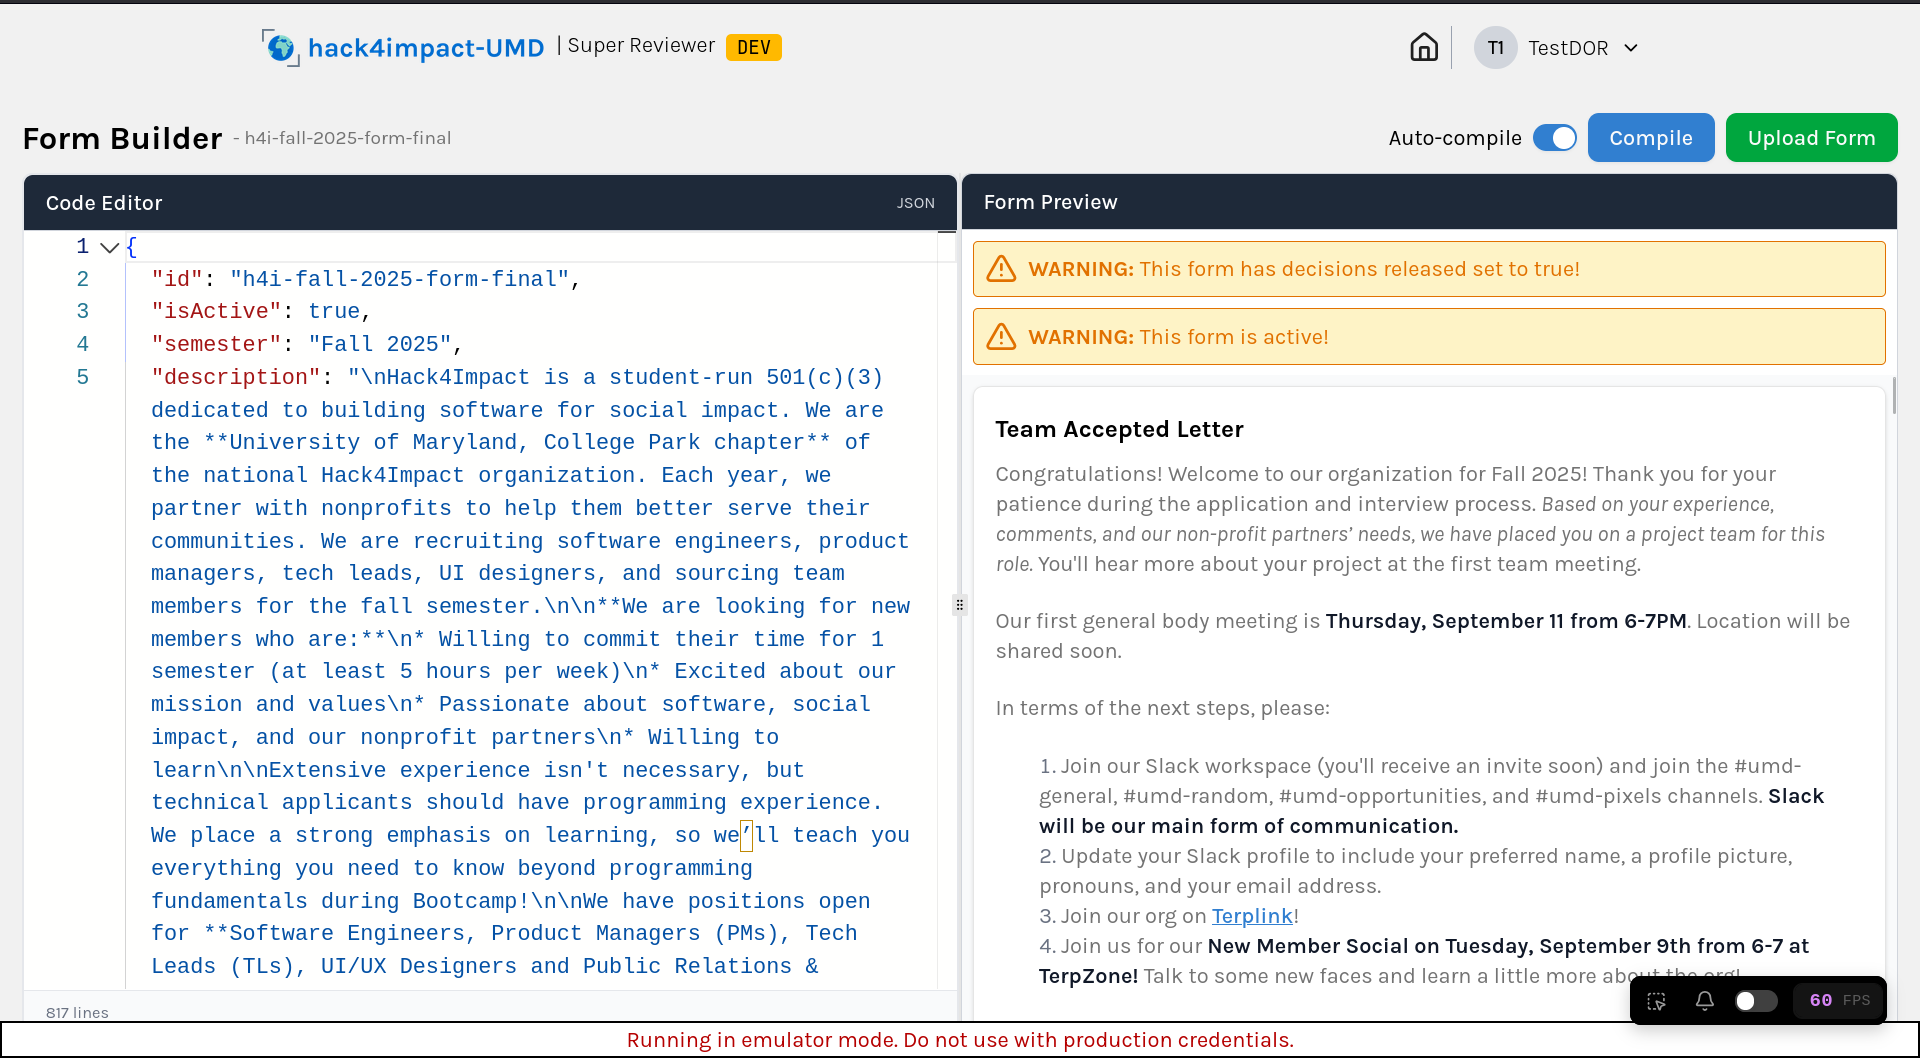 hack4impact-UMD | Super Reviewer DEV
T1 TestDOR
Form Builder - h4i-fall-2025-form-final
Auto-compile Compile Upload Form
Code Editor JSON
1 {
2 "id": "h4i-fall-2025-form-final",
3 "isActive": true,
4 "semester": "Fall 2025",
5 "description": "\nHack4Impact is a student-run 501(c)(3)
dedicated to building software for social impact. We are
the **University of Maryland, College Park chapter** of
the national Hack4Impact organization. Each year, we
partner with nonprofits to help them better serve their
communities. We are recruiting software engineers, product
managers, tech leads, UI designers, and sourcing team
members for the fall semester.\n\n**We are looking for new
members who are:**\n* Willing to commit their time for 1
semester (at least 5 hours per week)\n* Excited about our
mission and values\n* Passionate about software, social
impact, and our nonprofit partners\n* Willing to
learn\n\nExtensive experience isn't necessary, but
technical applicants should have programming experience.
We place a strong emphasis on learning, so we’ll teach you
everything you need to know beyond programming
fundamentals during Bootcamp!\n\nWe have positions open
for **Software Engineers, Product Managers (PMs), Tech
Leads (TLs), UI/UX Designers and Public Relations &
817 lines
Form Preview
WARNING: This form has decisions released set to true!
WARNING: This form is active!
Team Accepted Letter
Congratulations! Welcome to our organization for Fall 2025! Thank you for your
patience during the application and interview process. Based on your experience,
comments, and our non-profit partners’ needs, we have placed you on a project team for this
role. You'll hear more about your project at the first team meeting.
Our first general body meeting is Thursday, September 11 from 6-7PM. Location will be
shared soon.
In terms of the next steps, please:
1. Join our Slack workspace (you'll receive an invite soon) and join the #umd-
general, #umd-random, #umd-opportunities, and #umd-pixels channels. Slack
will be our main form of communication.
2. Update your Slack profile to include your preferred name, a profile picture,
pronouns, and your email address.
3. Join our org on Terplink!
4. Join us for our New Member Social on Tuesday, September 9th from 6-7 at
TerpZone! Talk to some new faces and learn a little more about the org!
60 FPS
Running in emulator mode. Do not use with production credentials.